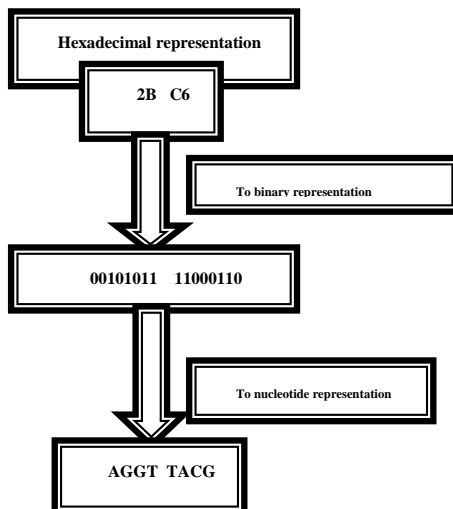 Hexadecimal representation
2B C6
To binary representation
00101011 11000110
To nucleotide representation
AGGT TACG